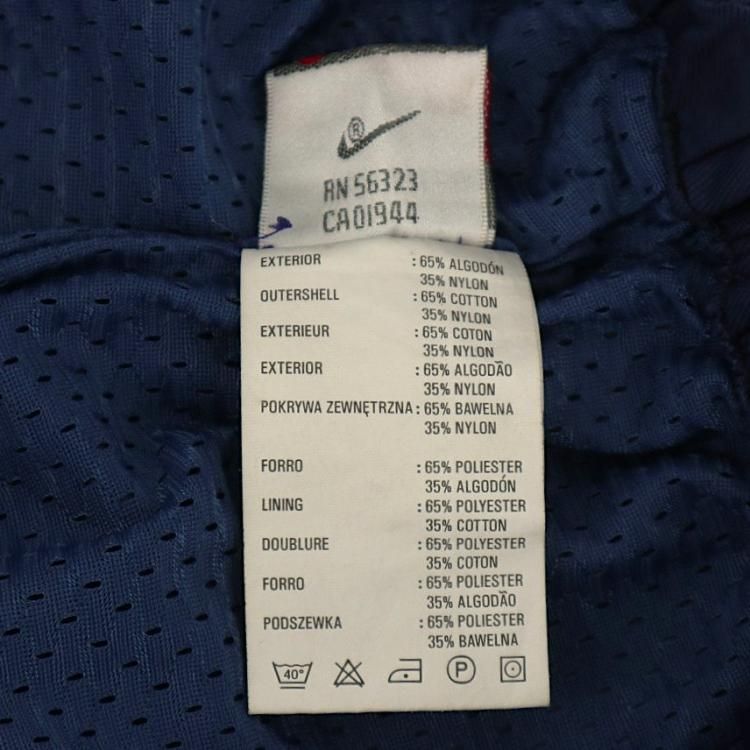 ®
RN 56323
CA 01944
EXTERIOR : 65% ALGODÓN
35% NYLON
OUTERSHELL : 65% COTTON
35% NYLON
EXTERIEUR : 65% COTON
35% NYLON
EXTERIOR : 65% ALGODÃO
35% NYLON
POKRYWA ZEWNĘTRZNA : 65% BAWELNA
35% NYLON
FORRO : 65% POLIESTER
35% ALGODÓN
LINING : 65% POLYESTER
35% COTTON
DOUBLURE : 65% POLYESTER
35% COTON
FORRO : 65% POLIESTER
35% ALGODÃO
PODSZEWKA : 65% POLIESTER
35% BAWELNA
40° P